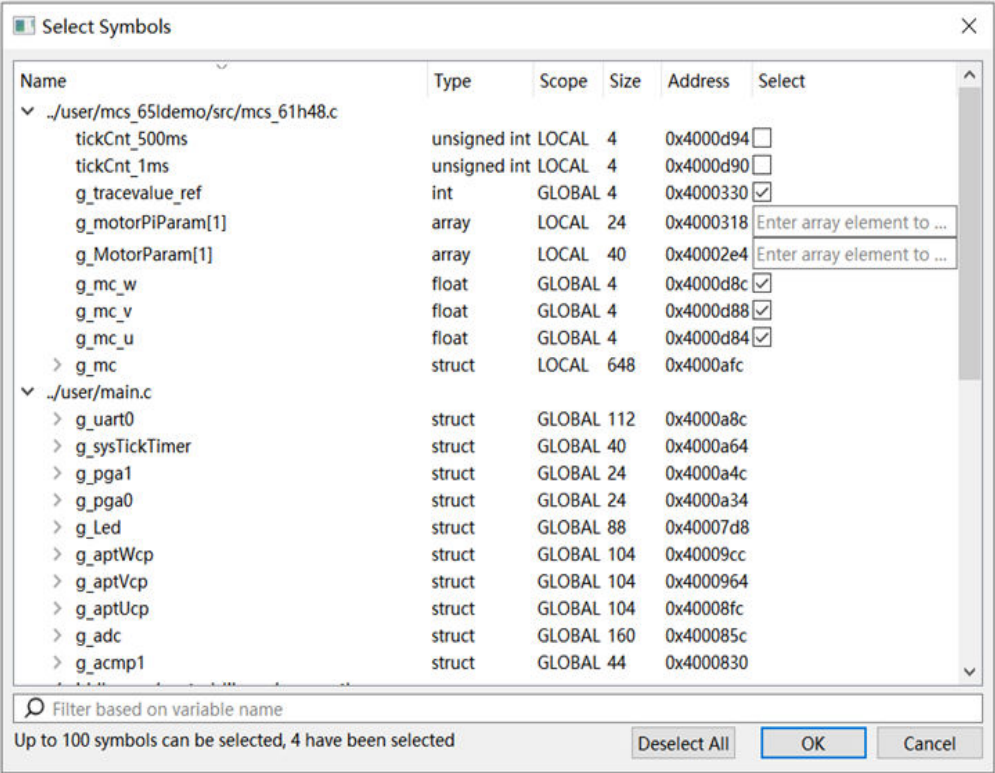 Select Symbols
Name Type Scope Size Address Select
../user/mcs_65ldemo/src/mcs_61h48.c
tickCnt_500ms unsigned int LOCAL 4 0x4000d94
tickCnt_1ms unsigned int LOCAL 4 0x4000d90
g_tracevalue_ref int GLOBAL 4 0x4000330
g_motorPiParam[1] array LOCAL 24 0x4000318 Enter array element to ...
g_MotorParam[1] array LOCAL 40 0x40002e4 Enter array element to ...
g_mc_w float GLOBAL 4 0x4000d8c
g_mc_v float GLOBAL 4 0x4000d88
g_mc_u float GLOBAL 4 0x4000d84
g_mc struct LOCAL 648 0x4000afc
../user/main.c
g_uart0 struct GLOBAL 112 0x4000a8c
g_sysTickTimer struct GLOBAL 40 0x4000a64
g_pga1 struct GLOBAL 24 0x4000a4c
g_pga0 struct GLOBAL 24 0x4000a34
g_Led struct GLOBAL 88 0x40007d8
g_aptWcp struct GLOBAL 104 0x40009cc
g_aptVcp struct GLOBAL 104 0x4000964
g_aptUcp struct GLOBAL 104 0x40008fc
g_adc struct GLOBAL 160 0x400085c
g_acmp1 struct GLOBAL 44 0x4000830
Filter based on variable name
Up to 100 symbols can be selected, 4 have been selected
Deselect All OK Cancel